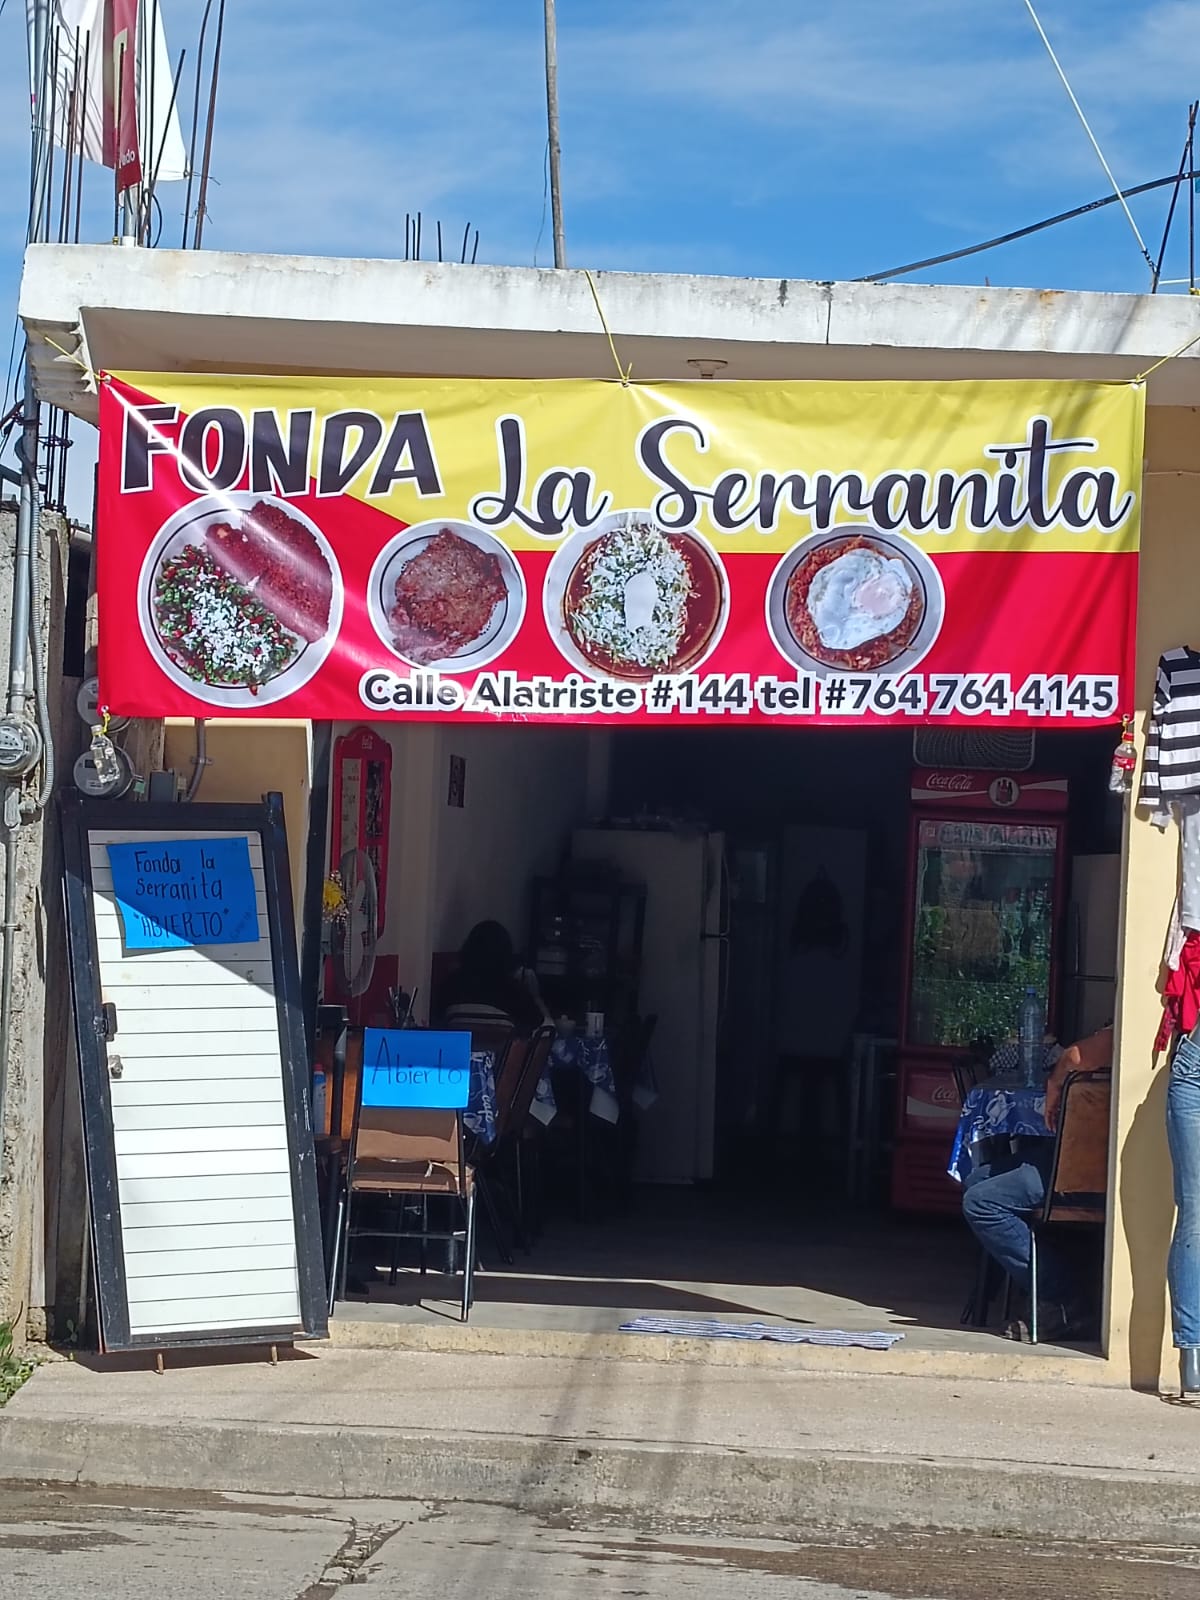 FONDA La Serranita
Calle Alatriste #144 tel #764 764 4145
Coca-Cola
Fonda la
Serranita
"ABIERTO"
Abierto